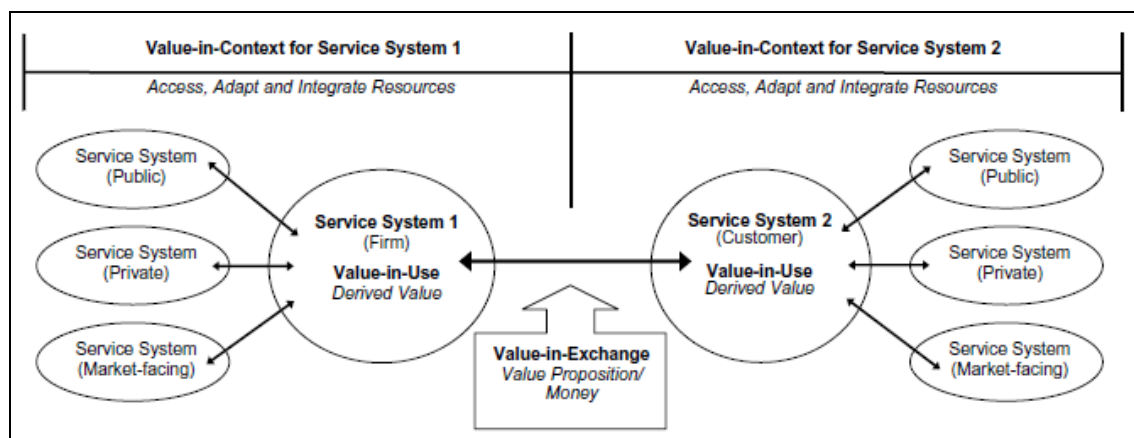 Value-in-Context for Service System 1
Value-in-Context for Service System 2
Access, Adapt and Integrate Resources
Access, Adapt and Integrate Resources
Service System
(Public)
Service System
(Private)
Service System
(Market-facing)
Service System 1
(Firm)
Value-in-Use
Derived Value
Value-in-Exchange
Value Proposition/
Money
Service System 2
(Customer)
Value-in-Use
Derived Value
Service System
(Public)
Service System
(Private)
Service System
(Market-facing)